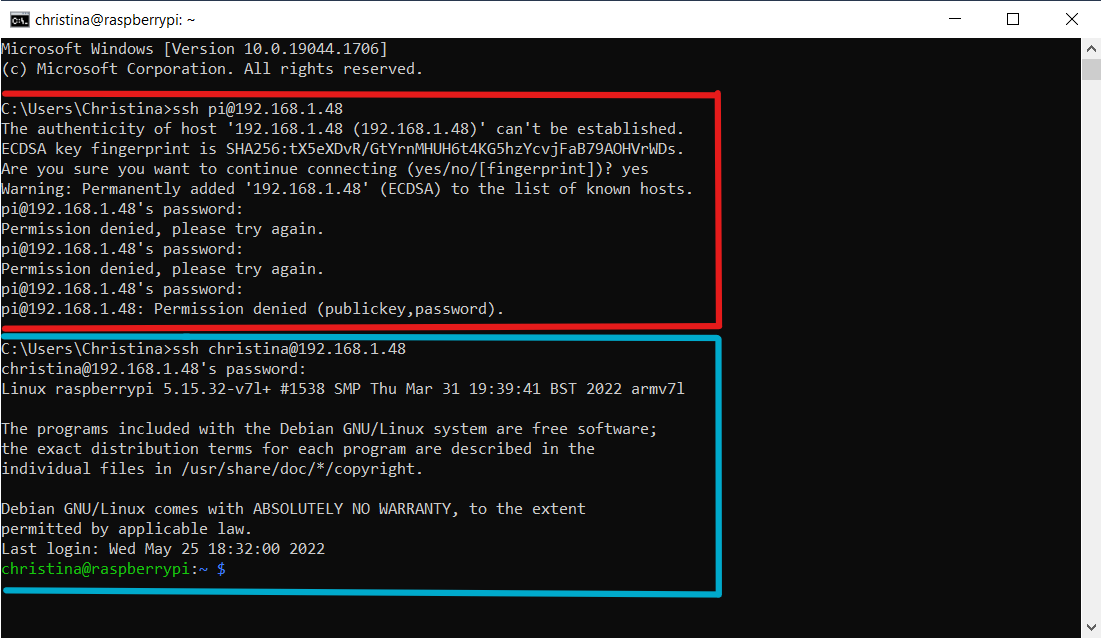 christina@raspberrypi: ~
Microsoft Windows [Version 10.0.19044.1706]
(c) Microsoft Corporation. All rights reserved.
C:\Users\Christina>ssh pi@192.168.1.48
The authenticity of host '192.168.1.48 (192.168.1.48)' can't be established.
ECDSA key fingerprint is SHA256:tX5eXDvR/GtYrnMHUH6t4KG5hzYcvjFaB79AOHVrWDs.
Are you sure you want to continue connecting (yes/no/[fingerprint])? yes
Warning: Permanently added '192.168.1.48' (ECDSA) to the list of known hosts.
pi@192.168.1.48's password:
Permission denied, please try again.
pi@192.168.1.48's password:
Permission denied, please try again.
pi@192.168.1.48's password:
pi@192.168.1.48: Permission denied (publickey,password).
C:\Users\Christina>ssh christina@192.168.1.48
christina@192.168.1.48's password:
Linux raspberrypi 5.15.32-v7l+ #1538 SMP Thu Mar 31 19:39:41 BST 2022 armv7l
The programs included with the Debian GNU/Linux system are free software;
the exact distribution terms for each program are described in the
individual files in /usr/share/doc/*/copyright.
Debian GNU/Linux comes with ABSOLUTELY NO WARRANTY, to the extent
permitted by applicable law.
Last login: Wed May 25 18:32:00 2022
christina@raspberrypi:~ $